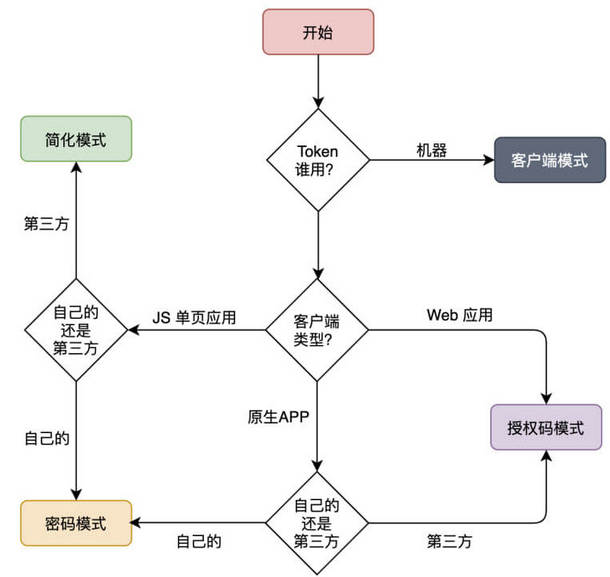 开始
简化模式
Token
谁用?
机器
客户端模式
第三方
自己的
还是
第三方
JS 单页应用
客户端
类型?
Web 应用
原生APP
授权码模式
自己的
密码模式
自己的
自己的
还是
第三方
第三方